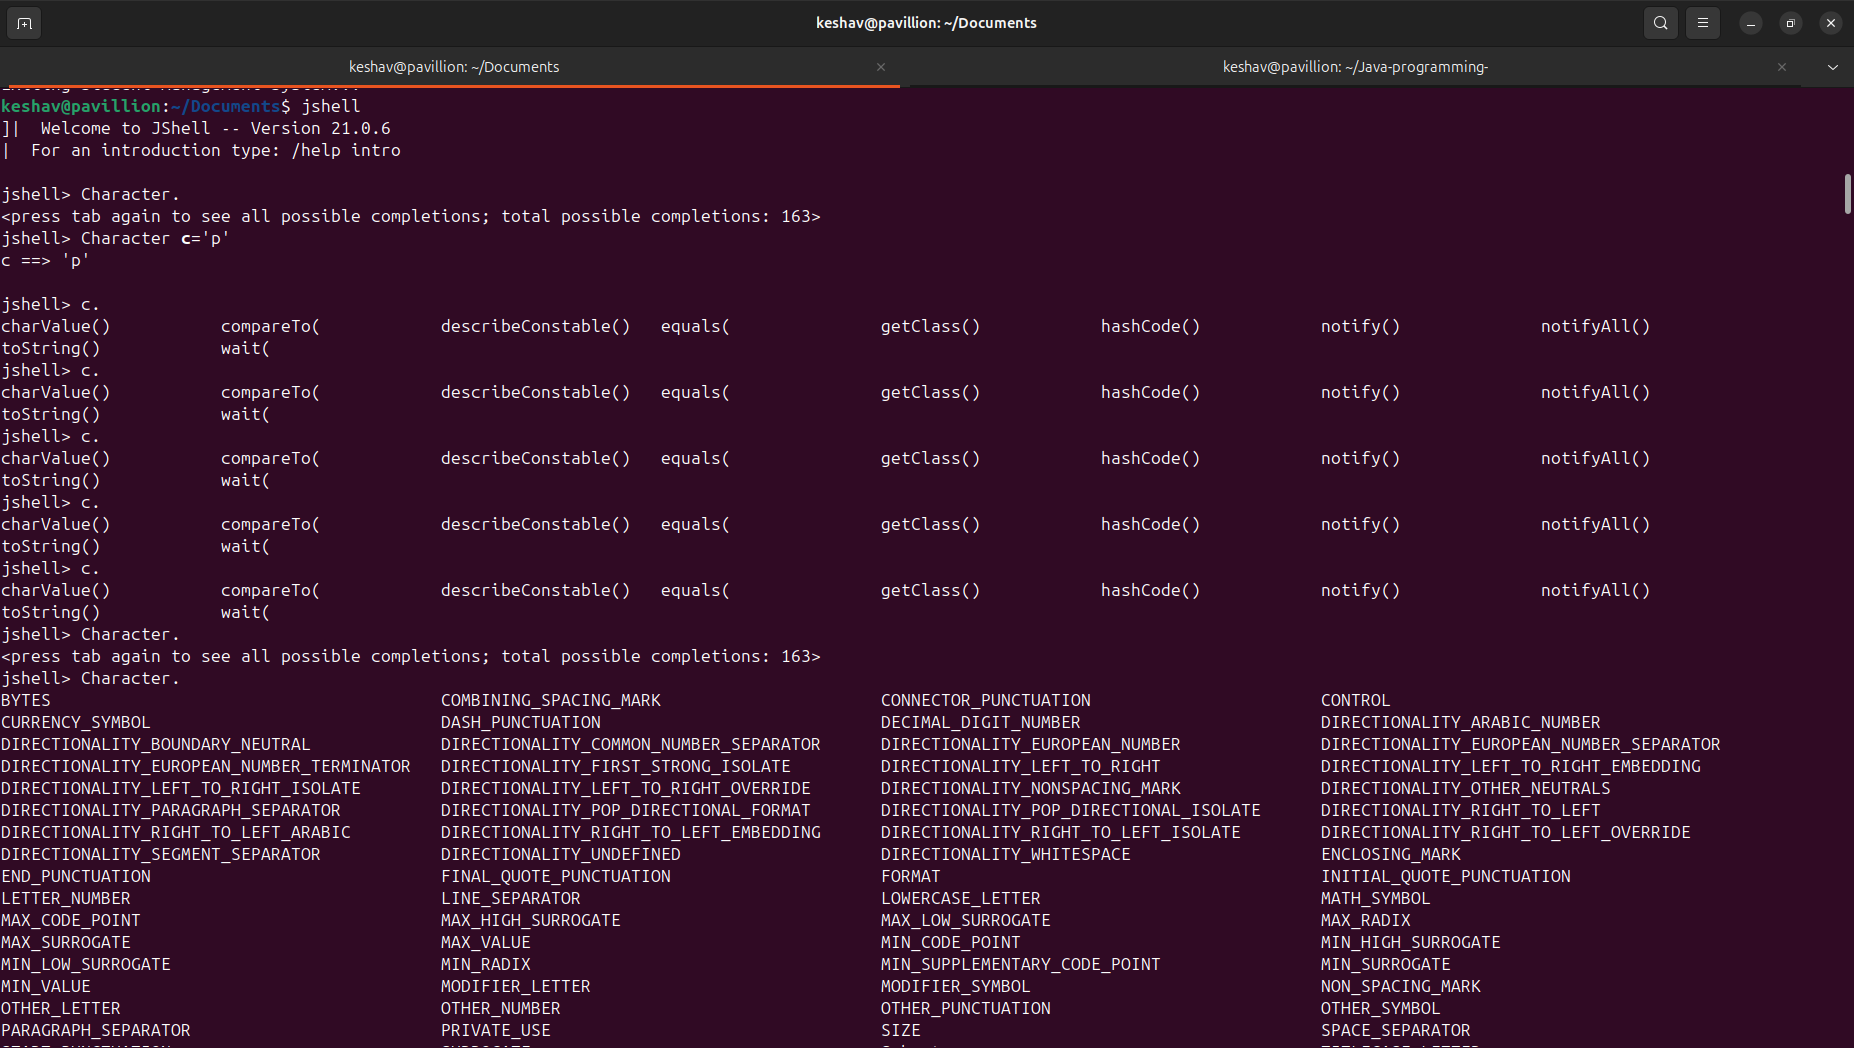 keshav@pavillion: ~/Documents
keshav@pavillion: ~/Documents × keshav@pavillion: ~/Java-programming- ×
keshav@pavillion:~/Documents$ jshell
]|  Welcome to JShell -- Version 21.0.6
|  For an introduction type: /help intro
jshell> Character.
<press tab again to see all possible completions; total possible completions: 163>
jshell> Character c='p'
c ==> 'p'
jshell> c.
charValue() compareTo( describeConstable() equals( getClass() hashCode() notify() notifyAll()
toString() wait(
jshell> c.
charValue() compareTo( describeConstable() equals( getClass() hashCode() notify() notifyAll()
toString() wait(
jshell> c.
charValue() compareTo( describeConstable() equals( getClass() hashCode() notify() notifyAll()
toString() wait(
jshell> c.
charValue() compareTo( describeConstable() equals( getClass() hashCode() notify() notifyAll()
toString() wait(
jshell> c.
charValue() compareTo( describeConstable() equals( getClass() hashCode() notify() notifyAll()
toString() wait(
jshell> Character.
<press tab again to see all possible completions; total possible completions: 163>
jshell> Character.
BYTES COMBINING_SPACING_MARK CONNECTOR_PUNCTUATION CONTROL
CURRENCY_SYMBOL DASH_PUNCTUATION DECIMAL_DIGIT_NUMBER DIRECTIONALITY_ARABIC_NUMBER
DIRECTIONALITY_BOUNDARY_NEUTRAL DIRECTIONALITY_COMMON_NUMBER_SEPARATOR DIRECTIONALITY_EUROPEAN_NUMBER DIRECTIONALITY_EUROPEAN_NUMBER_SEPARATOR
DIRECTIONALITY_EUROPEAN_NUMBER_TERMINATOR DIRECTIONALITY_FIRST_STRONG_ISOLATE DIRECTIONALITY_LEFT_TO_RIGHT DIRECTIONALITY_LEFT_TO_RIGHT_EMBEDDING
DIRECTIONALITY_LEFT_TO_RIGHT_ISOLATE DIRECTIONALITY_LEFT_TO_RIGHT_OVERRIDE DIRECTIONALITY_NONSPACING_MARK DIRECTIONALITY_OTHER_NEUTRALS
DIRECTIONALITY_PARAGRAPH_SEPARATOR DIRECTIONALITY_POP_DIRECTIONAL_FORMAT DIRECTIONALITY_POP_DIRECTIONAL_ISOLATE DIRECTIONALITY_RIGHT_TO_LEFT
DIRECTIONALITY_RIGHT_TO_LEFT_ARABIC DIRECTIONALITY_RIGHT_TO_LEFT_EMBEDDING DIRECTIONALITY_RIGHT_TO_LEFT_ISOLATE DIRECTIONALITY_RIGHT_TO_LEFT_OVERRIDE
DIRECTIONALITY_SEGMENT_SEPARATOR DIRECTIONALITY_UNDEFINED DIRECTIONALITY_WHITESPACE ENCLOSING_MARK
END_PUNCTUATION FINAL_QUOTE_PUNCTUATION FORMAT INITIAL_QUOTE_PUNCTUATION
LETTER_NUMBER LINE_SEPARATOR LOWERCASE_LETTER MATH_SYMBOL
MAX_CODE_POINT MAX_HIGH_SURROGATE MAX_LOW_SURROGATE MAX_RADIX
MAX_SURROGATE MAX_VALUE MIN_CODE_POINT MIN_HIGH_SURROGATE
MIN_LOW_SURROGATE MIN_RADIX MIN_SUPPLEMENTARY_CODE_POINT MIN_SURROGATE
MIN_VALUE MODIFIER_LETTER MODIFIER_SYMBOL NON_SPACING_MARK
OTHER_LETTER OTHER_NUMBER OTHER_PUNCTUATION OTHER_SYMBOL
PARAGRAPH_SEPARATOR PRIVATE_USE SIZE SPACE_SEPARATOR